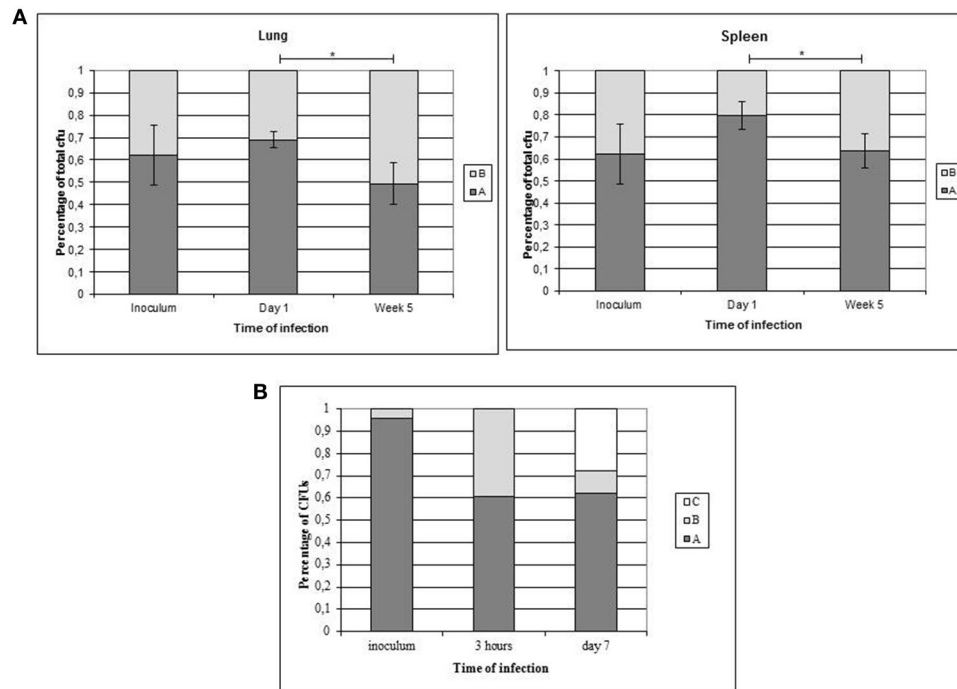 A
Lung
*
Percentage of total cfu
1
0,9
0,8
0,7
0,6
0,5
0,4
0,3
0,2
0,1
0
Inoculum Day 1 Week 5
Time of infection
B
A
Spleen
*
Percentage of total cfu
1
0,9
0,8
0,7
0,6
0,5
0,4
0,3
0,2
0,1
0
Inoculum Day 1 Week 5
Time of infection
B
A
B
Percentage of CFUs
1
0,9
0,8
0,7
0,6
0,5
0,4
0,3
0,2
0,1
0
inoculum 3 hours day 7
Time of infection
C
B
A